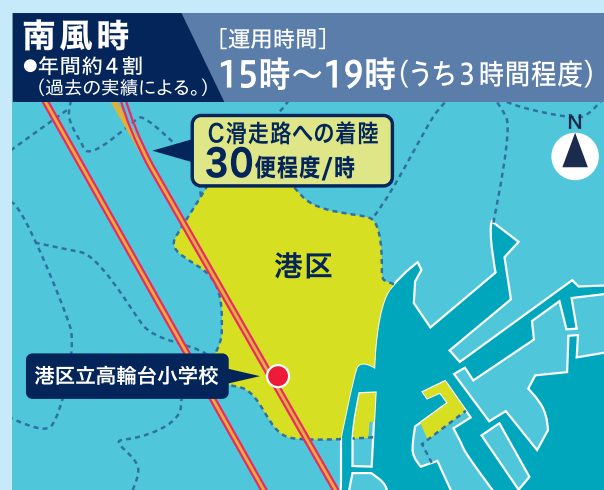 南風時
●年間約4割
（過去の実績による。）
［運用時間］
15時〜19時（うち3時間程度）
C滑走路への着陸
30便程度/時
N
港区
港区立高輪台小学校